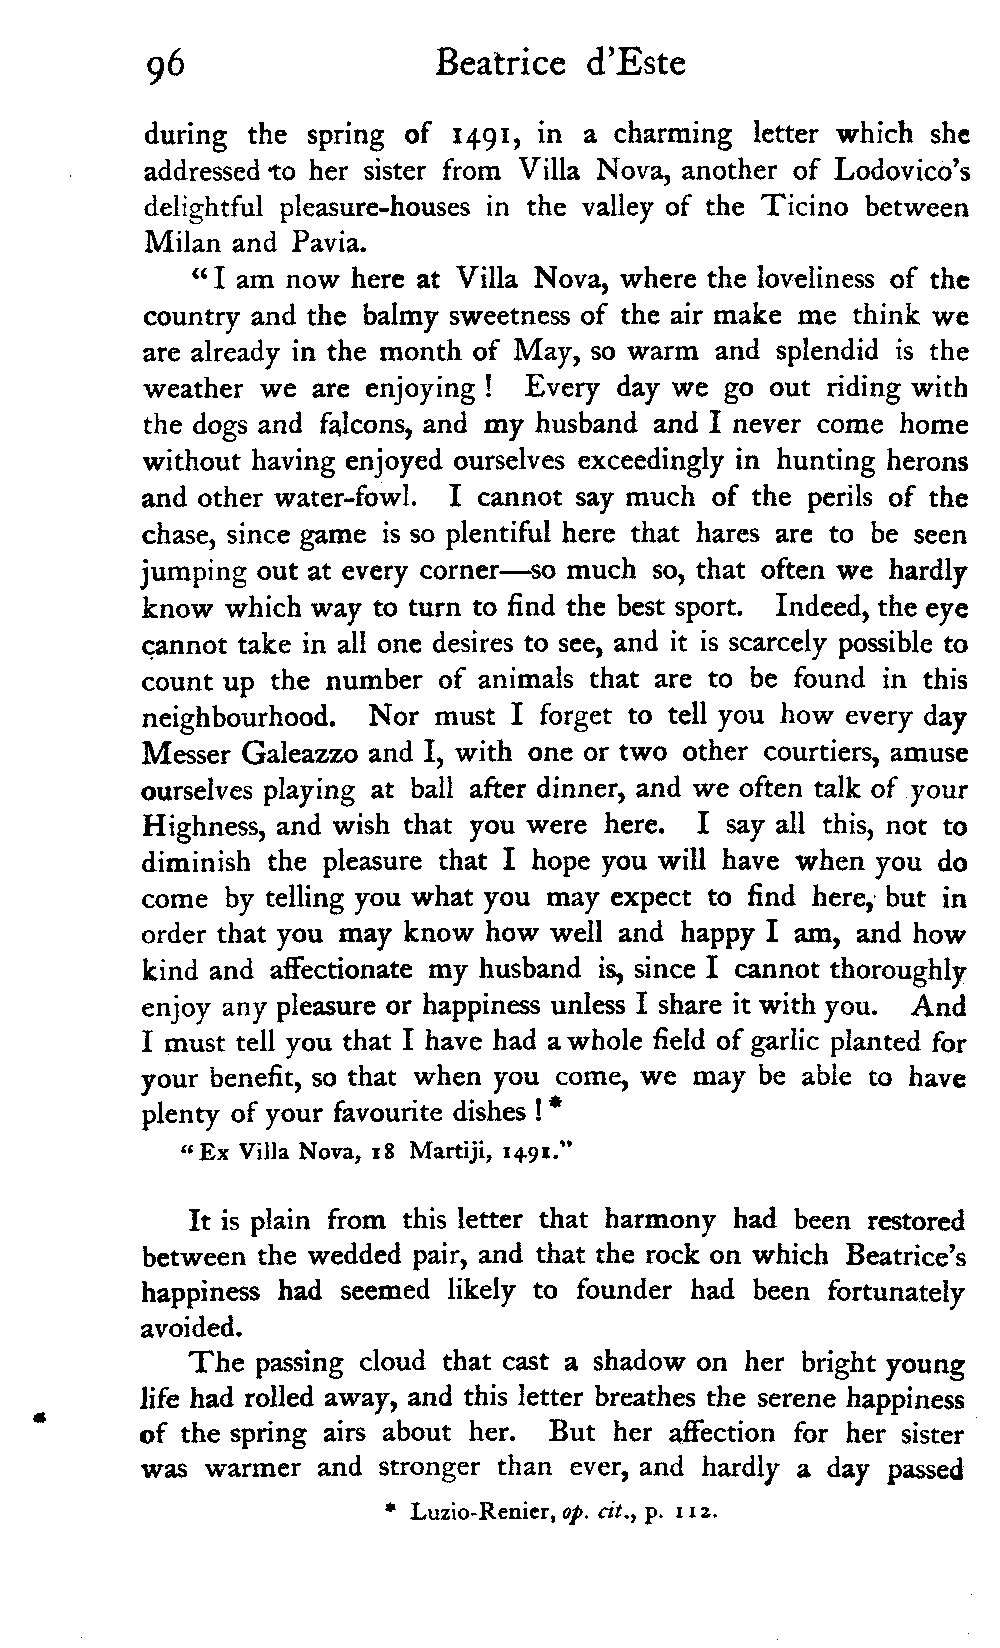 96 Beatrice d'Este
during the spring of 1491, in a charming letter which she
addressed to her sister from Villa Nova, another of Lodovico's
delightful pleasure-houses in the valley of the Ticino between
Milan and Pavia.
“I am now here at Villa Nova, where the loveliness of the
country and the balmy sweetness of the air make me think we
are already in the month of May, so warm and splendid is the
weather we are enjoying! Every day we go out riding with
the dogs and falcons, and my husband and I never come home
without having enjoyed ourselves exceedingly in hunting herons
and other water-fowl. I cannot say much of the perils of the
chase, since game is so plentiful here that hares are to be seen
jumping out at every corner—so much so, that often we hardly
know which way to turn to find the best sport. Indeed, the eye
cannot take in all one desires to see, and it is scarcely possible to
count up the number of animals that are to be found in this
neighbourhood. Nor must I forget to tell you how every day
Messer Galeazzo and I, with one or two other courtiers, amuse
ourselves playing at ball after dinner, and we often talk of your
Highness, and wish that you were here. I say all this, not to
diminish the pleasure that I hope you will have when you do
come by telling you what you may expect to find here, but in
order that you may know how well and happy I am, and how
kind and affectionate my husband is, since I cannot thoroughly
enjoy any pleasure or happiness unless I share it with you. And
I must tell you that I have had a whole field of garlic planted for
your benefit, so that when you come, we may be able to have
plenty of your favourite dishes!*
“Ex Villa Nova, 18 Martiji, 1491.”
It is plain from this letter that harmony had been restored
between the wedded pair, and that the rock on which Beatrice's
happiness had seemed likely to founder had been fortunately
avoided.
The passing cloud that cast a shadow on her bright young
life had rolled away, and this letter breathes the serene happiness
of the spring airs about her. But her affection for her sister
was warmer and stronger than ever, and hardly a day passed
* Luzio-Renier, op. cit., p. 112.